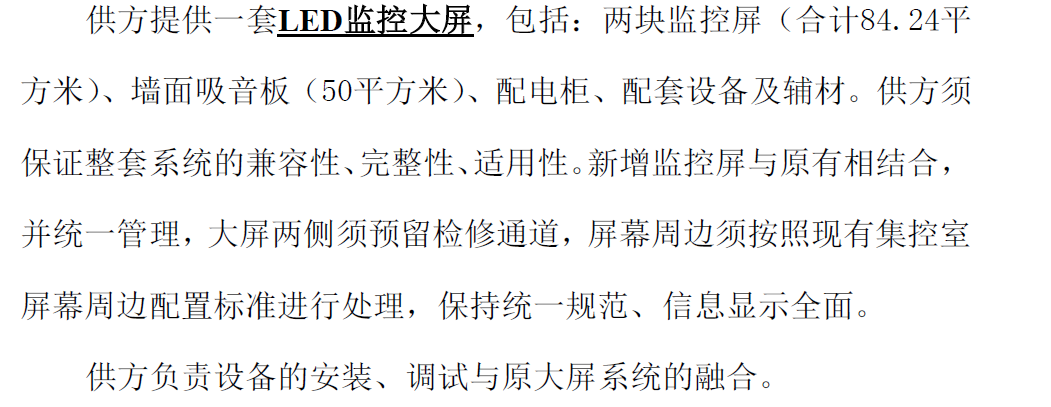 供方提供一套LED监控大屏，包括：两块监控屏（合计84.24平
方米）、墙面吸音板（50平方米）、配电柜、配套设备及辅材。供方须
保证整套系统的兼容性、完整性、适用性。新增监控屏与原有相结合，
并统一管理，大屏两侧须预留检修通道，屏幕周边须按照现有集控室
屏幕周边配置标准进行处理，保持统一规范、信息显示全面。
供方负责设备的安装、调试与原大屏系统的融合。